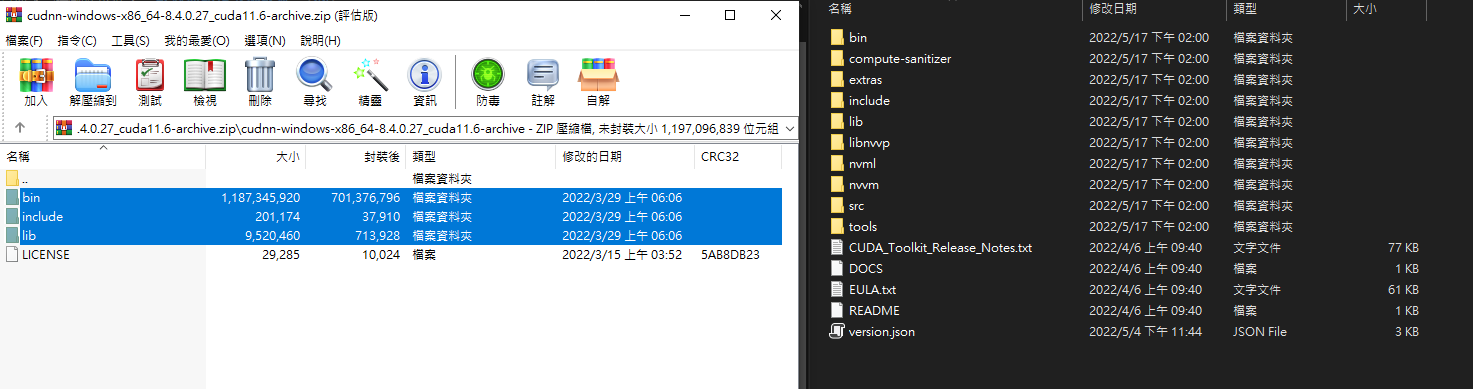 cudnn-windows-x86_64-8.4.0.27_cuda11.6-archive.zip (評估版)
檔案(F) 指令(C) 工具(S) 我的最愛(O) 選項(N) 說明(H)
加入 解壓縮到 測試 檢視 刪除 尋找 精靈 資訊 防毒 註解 自解
.4.0.27_cuda11.6-archive.zip\cudnn-windows-x86_64-8.4.0.27_cuda11.6-archive - ZIP 壓縮檔, 未封裝大小 1,197,096,839 位元組
名稱 大小 封裝後 類型 修改的日期 CRC32
.. 檔案資料夾
bin 1,187,345,920 701,376,796 檔案資料夾 2022/3/29 上午 06:06
include 201,174 37,910 檔案資料夾 2022/3/29 上午 06:06
lib 9,520,460 713,928 檔案資料夾 2022/3/29 上午 06:06
LICENSE 29,285 10,024 檔案 2022/3/15 上午 03:52 5AB8DB23
名稱 修改日期 類型 大小
bin 2022/5/17 下午 02:00 檔案資料夾
compute-sanitizer 2022/5/17 下午 02:00 檔案資料夾
extras 2022/5/17 下午 02:00 檔案資料夾
include 2022/5/17 下午 02:00 檔案資料夾
lib 2022/5/17 下午 02:00 檔案資料夾
libnvvp 2022/5/17 下午 02:00 檔案資料夾
nvml 2022/5/17 下午 02:00 檔案資料夾
nvvm 2022/5/17 下午 02:00 檔案資料夾
src 2022/5/17 下午 02:00 檔案資料夾
tools 2022/5/17 下午 02:00 檔案資料夾
CUDA_Toolkit_Release_Notes.txt 2022/4/6 上午 09:40 文字文件 77 KB
DOCS 2022/4/6 上午 09:40 檔案 1 KB
EULA.txt 2022/4/6 上午 09:40 文字文件 61 KB
README 2022/4/6 上午 09:40 檔案 1 KB
version.json 2022/5/4 下午 11:44 JSON File 3 KB